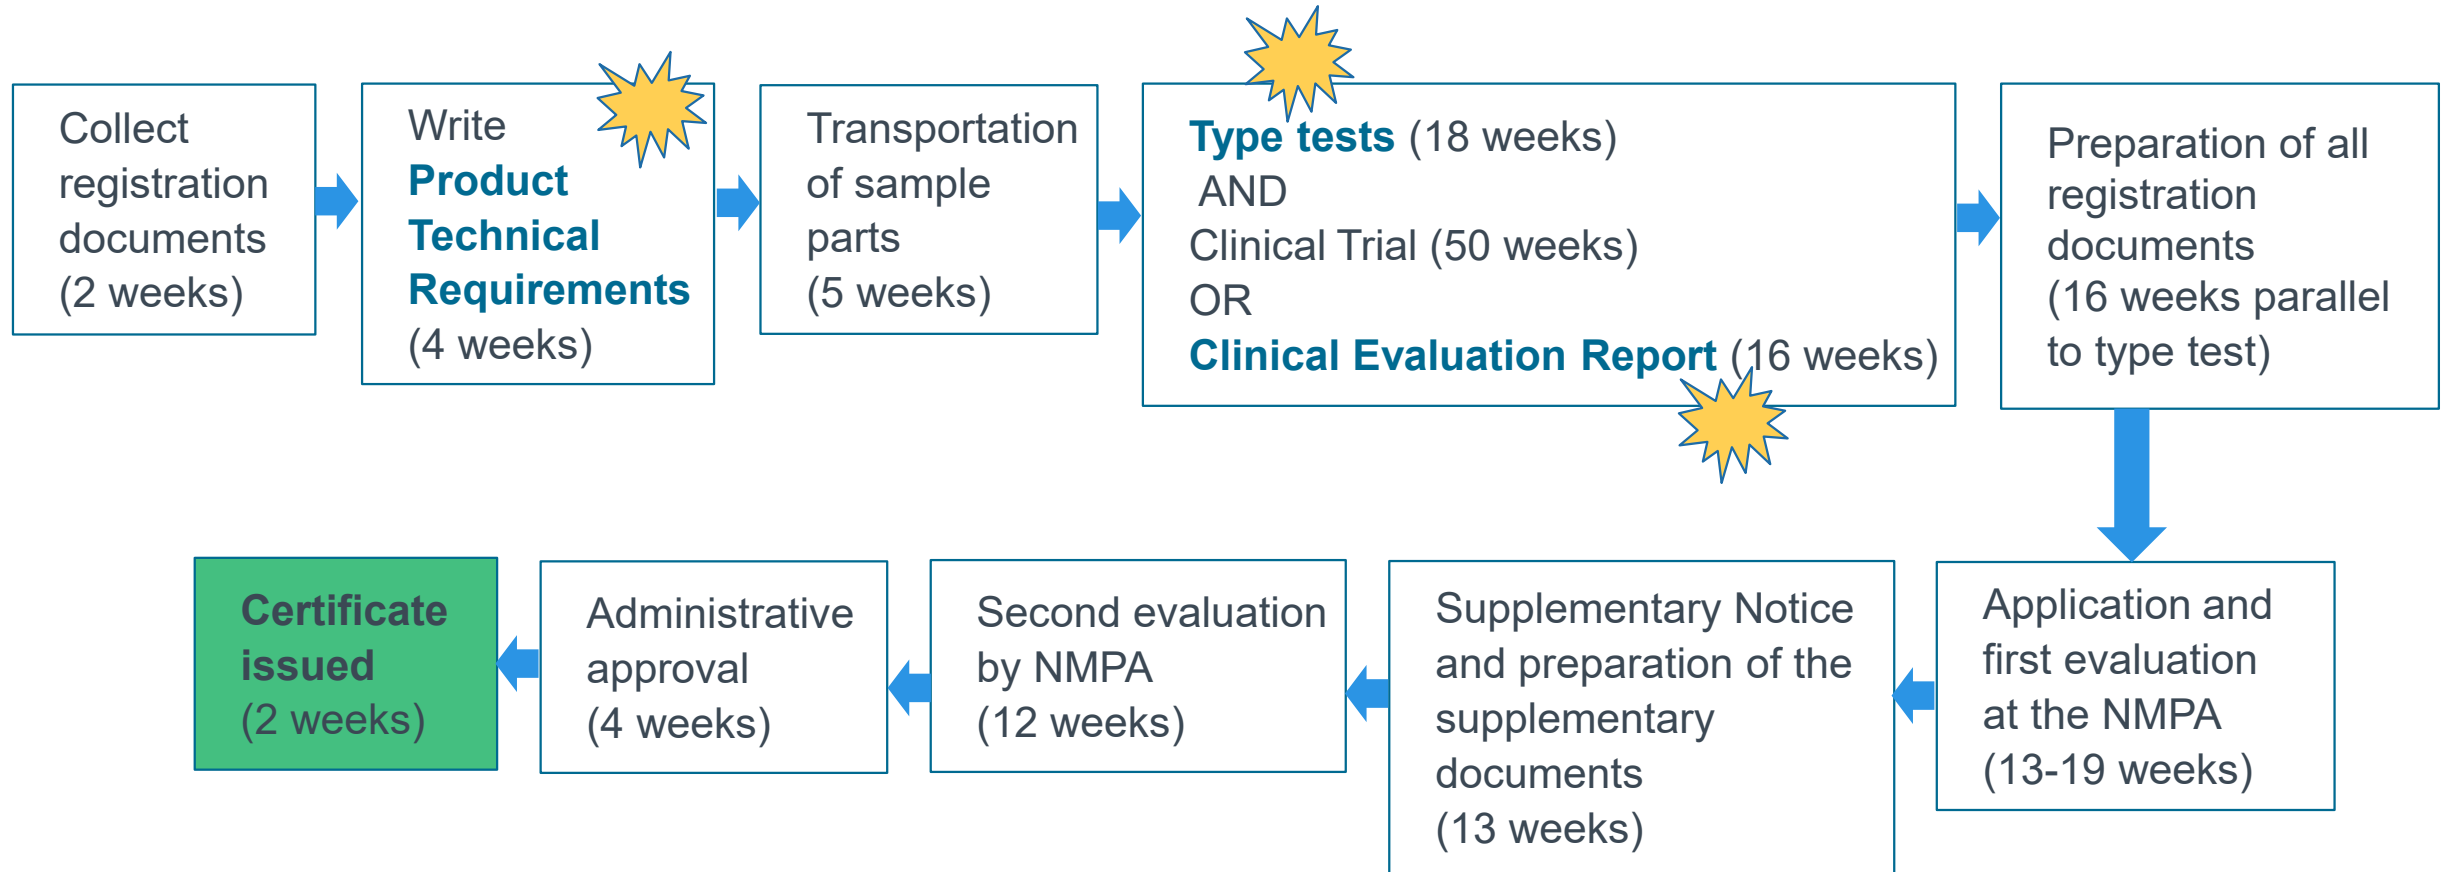 Collect
registration
documents
(2 weeks)
Write
Product
Technical
Requirements
(4 weeks)
Transportation
of sample
parts
(5 weeks)
Type tests (18 weeks)
AND
Clinical Trial (50 weeks)
OR
Clinical Evaluation Report (16 weeks)
Preparation of all
registration
documents
(16 weeks parallel
to type test)
Application and
first evaluation
at the NMPA
(13-19 weeks)
Supplementary Notice
and preparation of the
supplementary
documents
(13 weeks)
Second evaluation
by NMPA
(12 weeks)
Administrative
approval
(4 weeks)
Certificate
issued
(2 weeks)